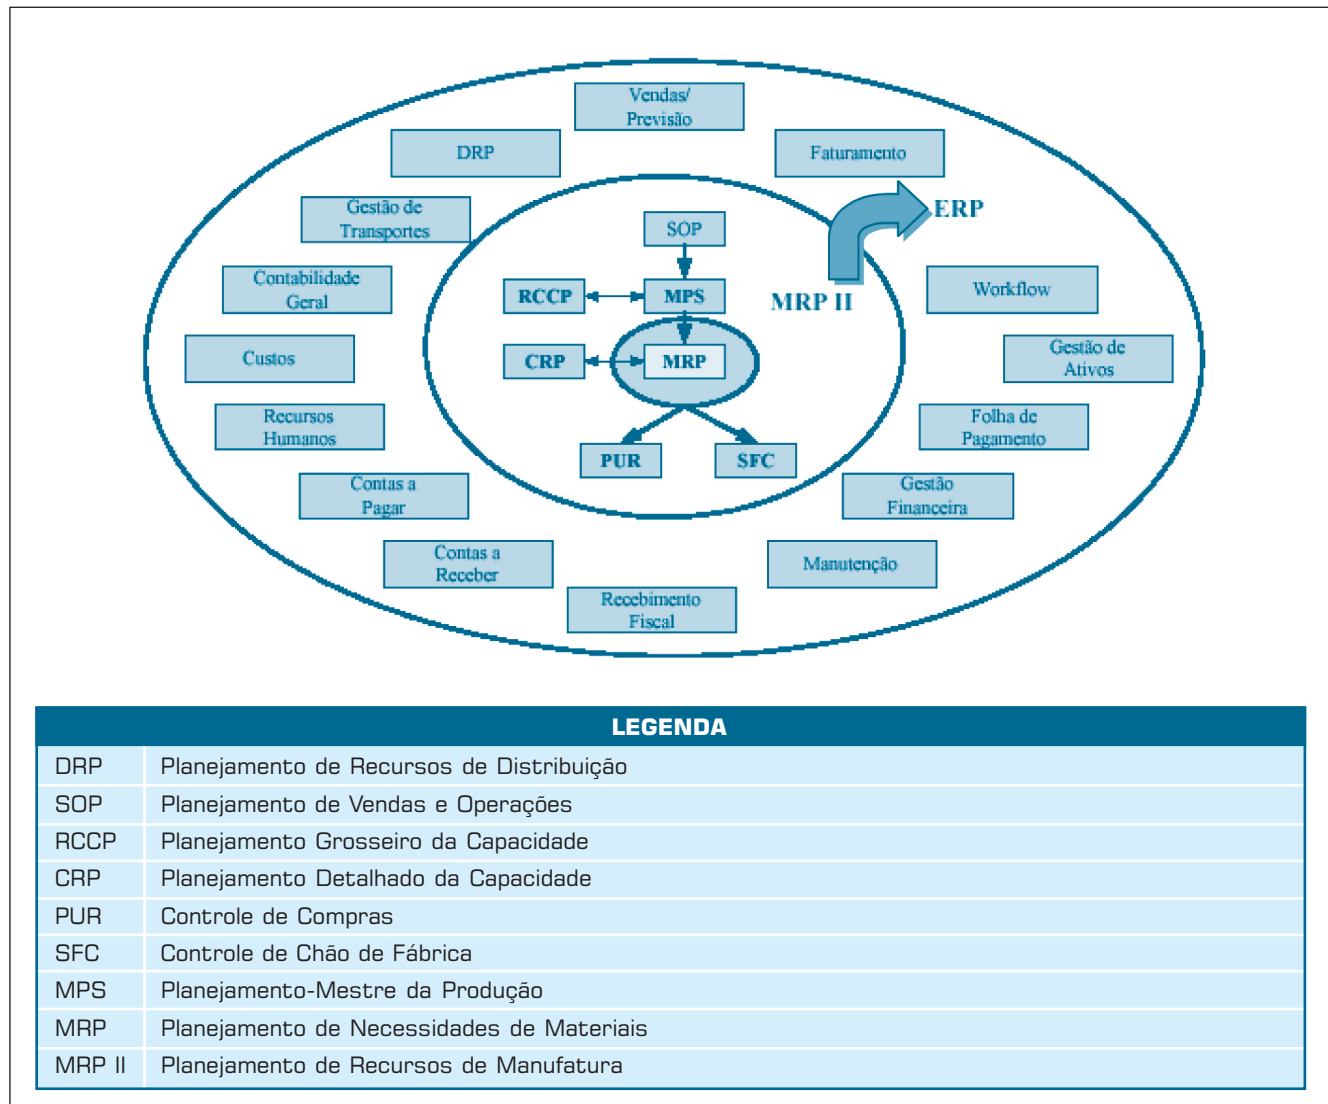 Vendas/
Previsão
DRP
Faturamento
Gestão de
Transportes
SOP
ERP
Contabilidade
Geral
RCCP
MPS
MRP II
Workflow
Custos
CRP
MRP
Gestão de
Ativos
Recursos
Humanos
Folha de
Pagamento
PUR
SFC
Contas a
Pagar
Gestão
Financeira
Contas a
Receber
Manutenção
Recebimento
Fiscal
LEGENDA
DRP Planejamento de Recursos de Distribuição
SOP Planejamento de Vendas e Operações
RCCP Planejamento Grosseiro da Capacidade
CRP Planejamento Detalhado da Capacidade
PUR Controle de Compras
SFC Controle de Chão de Fábrica
MPS Planejamento-Mestre da Produção
MRP Planejamento de Necessidades de Materiais
MRP II Planejamento de Recursos de Manufatura